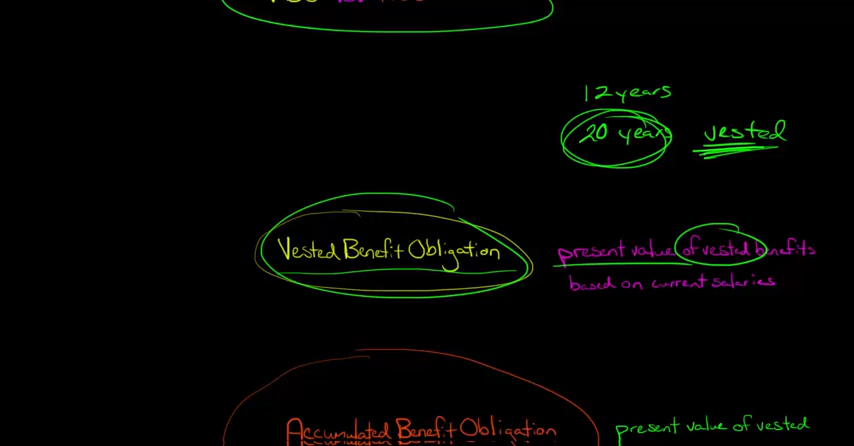 12 years
20 years vested
Vested Benefit Obligation
present value of vested benefits
based on current salaries
Accumulated Benefit Obligation
present value of vested